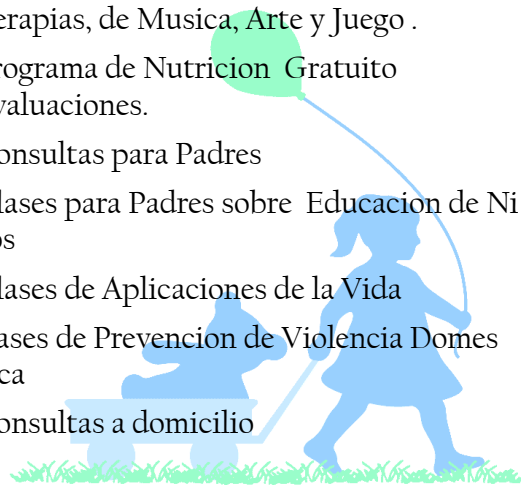 erapias, de Musica, Arte y Juego .
rograma de Nutricion Gratuito
valuaciones.
onsultas para Padres
lases para Padres sobre Educacion de Ni
os
lases de Aplicaciones de la Vida
ases de Prevencion de Violencia Domes
ca
onsultas a domicilio